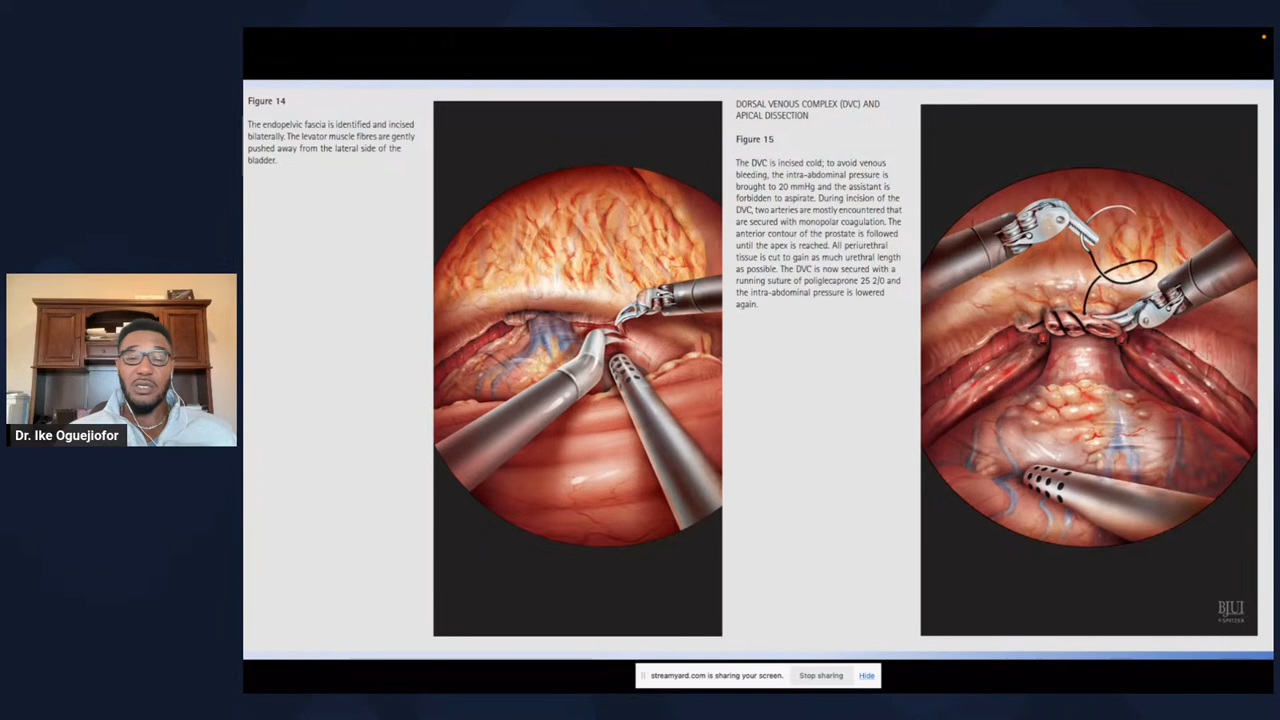 Figure 14
The endopelvic fascia is identified and incised
bilaterally. The levator muscle fibres are gently
pushed away from the lateral side of the
bladder.
DORSAL VENOUS COMPLEX (DVC) AND
APICAL DISSECTION
Figure 15
The DVC is incised cold; to avoid venous
bleeding, the intra-abdominal pressure is
brought to 20 mmHg and the assistant is
forbidden to aspirate. During incision of the
DVC, two arteries are mostly encountered that
are secured with monopolar coagulation. The
anterior contour of the prostate is followed
until the apex is reached. All periurethral
tissue is cut to gain as much urethral length
as possible. The DVC is now secured with a
running suture of poliglecaprone 25 2/0 and
the intra-abdominal pressure is lowered
again.
BJUI
©SPITZER
Dr. Ike Oguejiofor
streamyard.com is sharing your screen.
Stop sharing
Hide